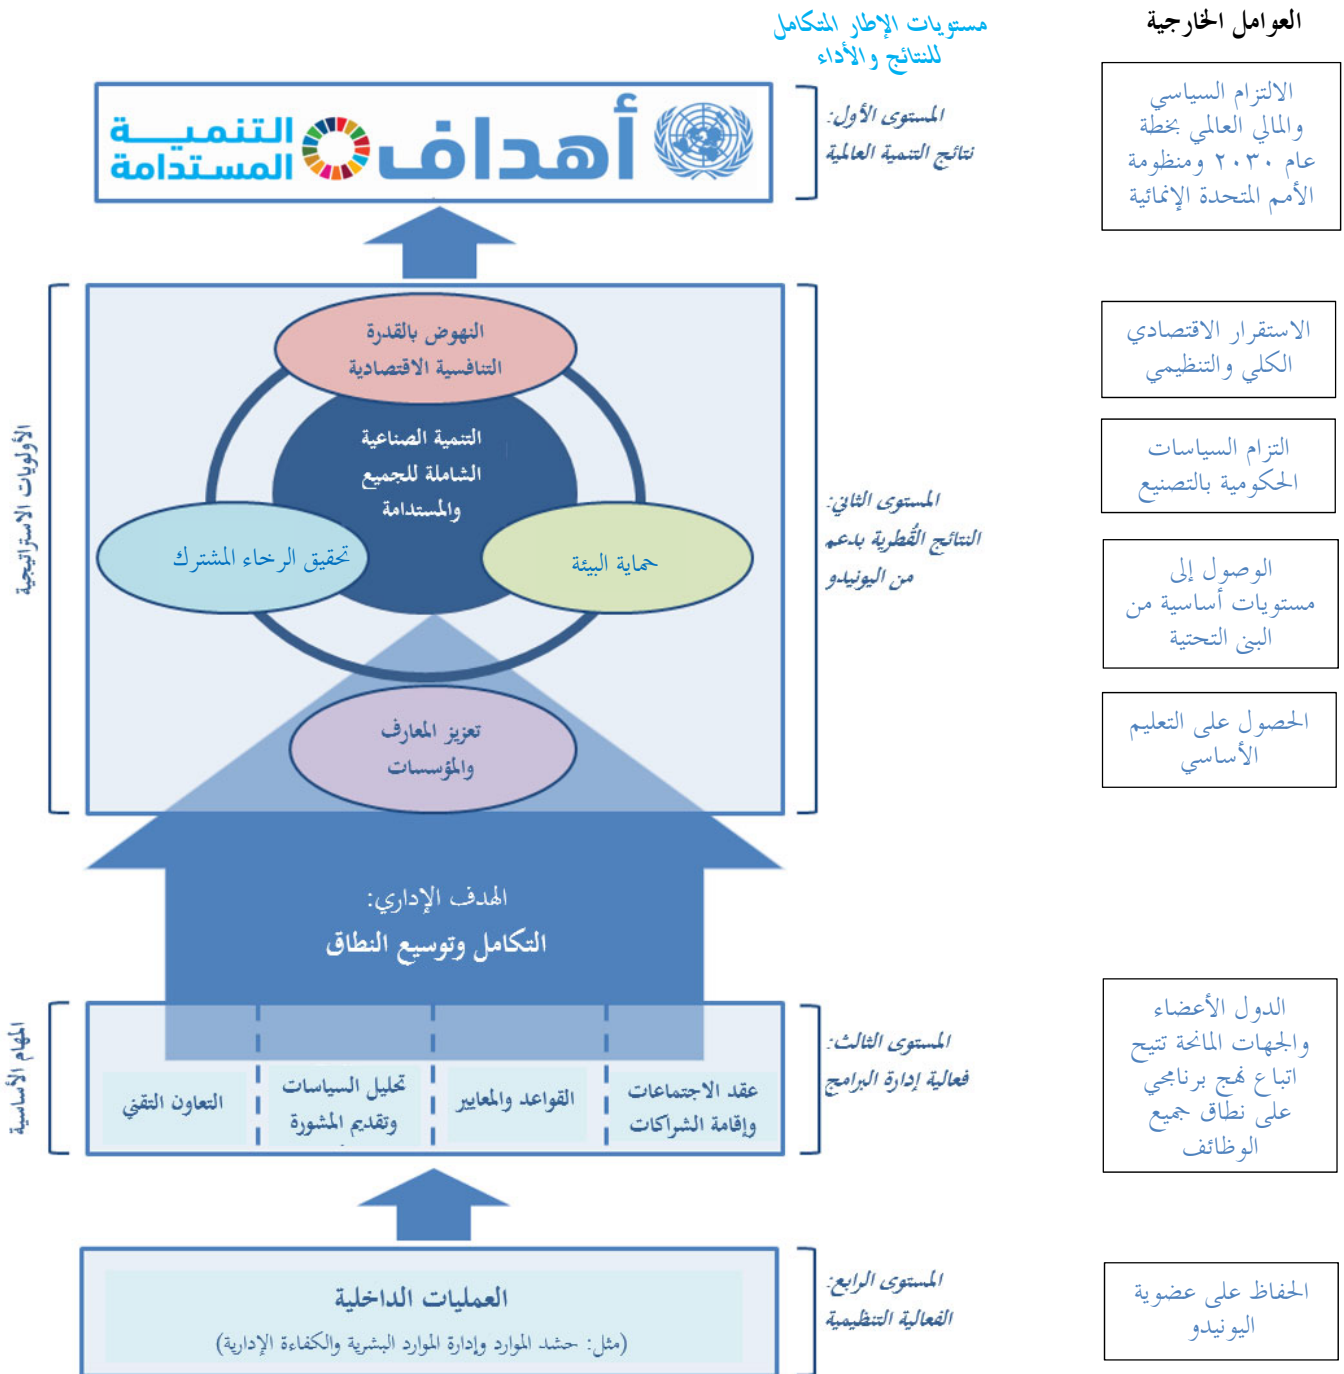 العوامل الخارجية
مستويات الإطار المتكامل
للنتائج والأداء
الالتزام السياسي
والمالي العالمي بخطة
عام ٢٠٣٠ ومنظومة
الأمم المتحدة الإنمائية
المستوى الأول:
نتائج التنمية العالمية
أهداف
التنميـــة
المستدامة
الاستقرار الاقتصادي
الكلي والتنظيمي
التزام السياسات
الحكومية بالتصنيع
الوصول إلى
مستويات أساسية من
البنى التحتية
الحصول على التعليم
الأساسي
المستوى الثاني:
النتائج القُطرية بدعم
من اليونيدو
النهوض بالقدرة
التنافسية الاقتصادية
التنمية الصناعية
الشاملة للجميع
والمستدامة
حماية البيئة
تحقيق الرخاء المشترك
تعزيز المعارف
والمؤسسات
الأولويات الاستراتيجية
الهدف الإداري:
التكامل وتوسيع النطاق
الدول الأعضاء
والجهات المانحة تتيح
اتباع نهج برنامجي
على نطاق جميع
الوظائف
المستوى الثالث:
فعالية إدارة البرامج
عقد الاجتماعات
وإقامة الشراكات
القواعد والمعايير
تحليل السياسات
وتقديم المشورة
التعاون التقني
المهام الأساسية
الحفاظ على عضوية
اليونيدو
المستوى الرابع:
الفعالية التنظيمية
العمليات الداخلية
(مثل: حشد الموارد وإدارة الموارد البشرية والكفاءة الإدارية)